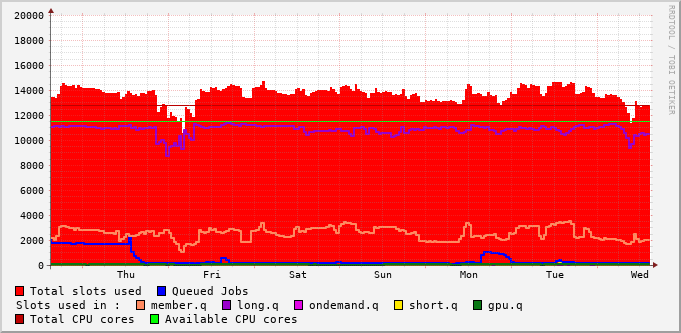 RRDTOOL / TOBI OETIKER
20000
18000
16000
14000
12000
10000
8000
6000
4000
2000
0
Thu Fri Sat Sun Mon Tue Wed
Total slots used Queued Jobs
Slots used in : member.q long.q ondemand.q short.q gpu.q
Total CPU cores Available CPU cores